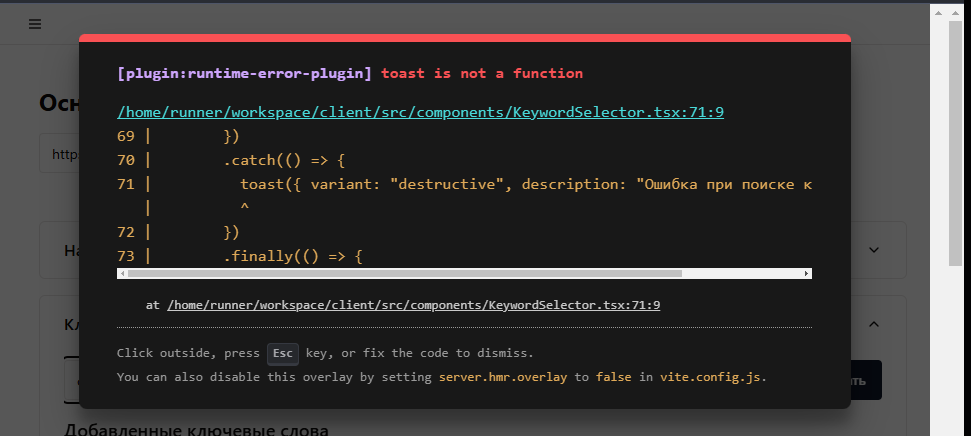 [plugin:runtime-error-plugin] toast is not a function
Осн
/home/runner/workspace/client/src/components/KeywordSelector.tsx:71:9
69 | })
http
70 | .catch(() => {
71 | toast({ variant: "destructive", description: "Ошибка при поиске к
| ^
72 | })
На
73 | .finally(() => {
at /home/runner/workspace/client/src/components/KeywordSelector.tsx:71:9
Кл
Click outside, press Esc key, or fix the code to dismiss.
You can also disable this overlay by setting server.hmr.overlay to false in vite.config.js.
ть
Добавленные ключевые слова